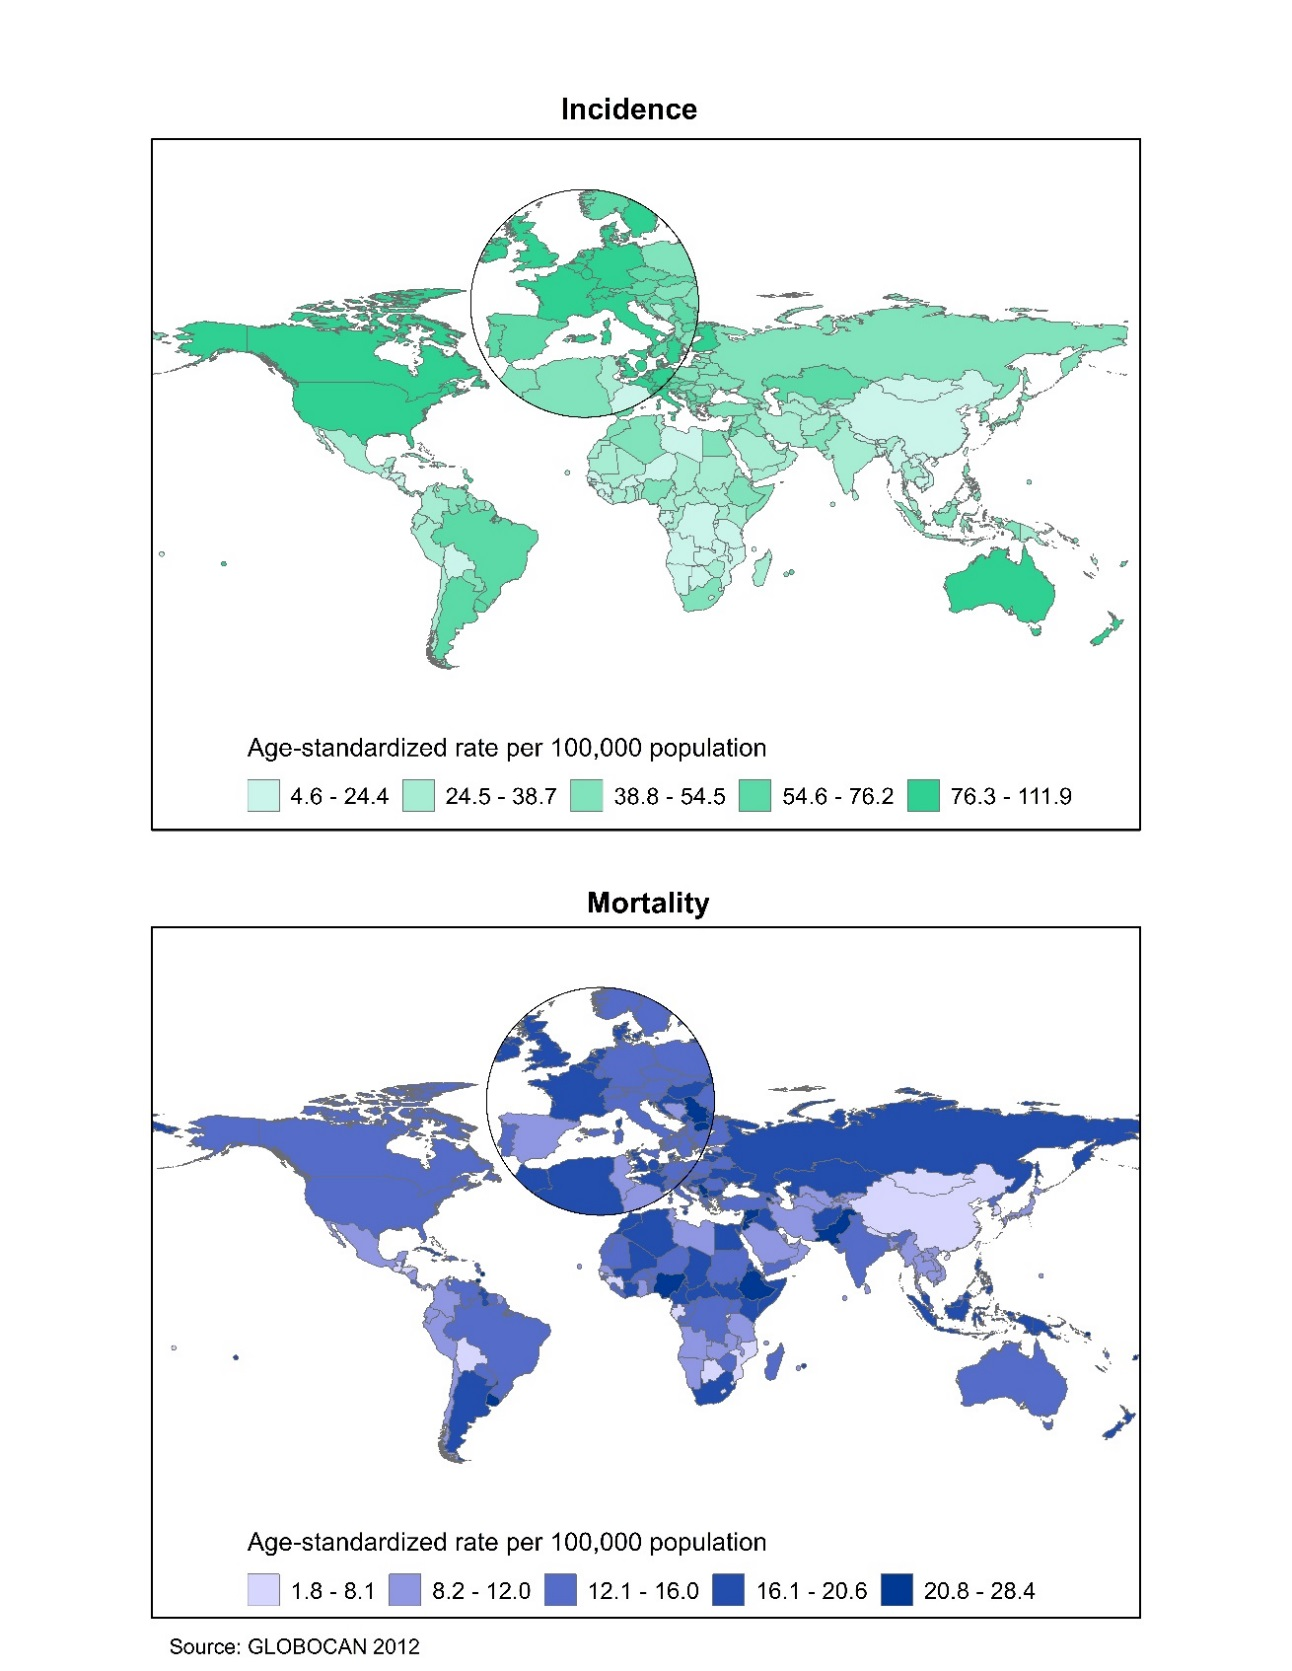 Incidence
Age-standardized rate per 100,000 population
4.6 - 24.4 24.5 - 38.7 38.8 - 54.5 54.6 - 76.2 76.3 - 111.9
Mortality
Age-standardized rate per 100,000 population
1.8 - 8.1 8.2 - 12.0 12.1 - 16.0 16.1 - 20.6 20.8 - 28.4
Source: GLOBOCAN 2012